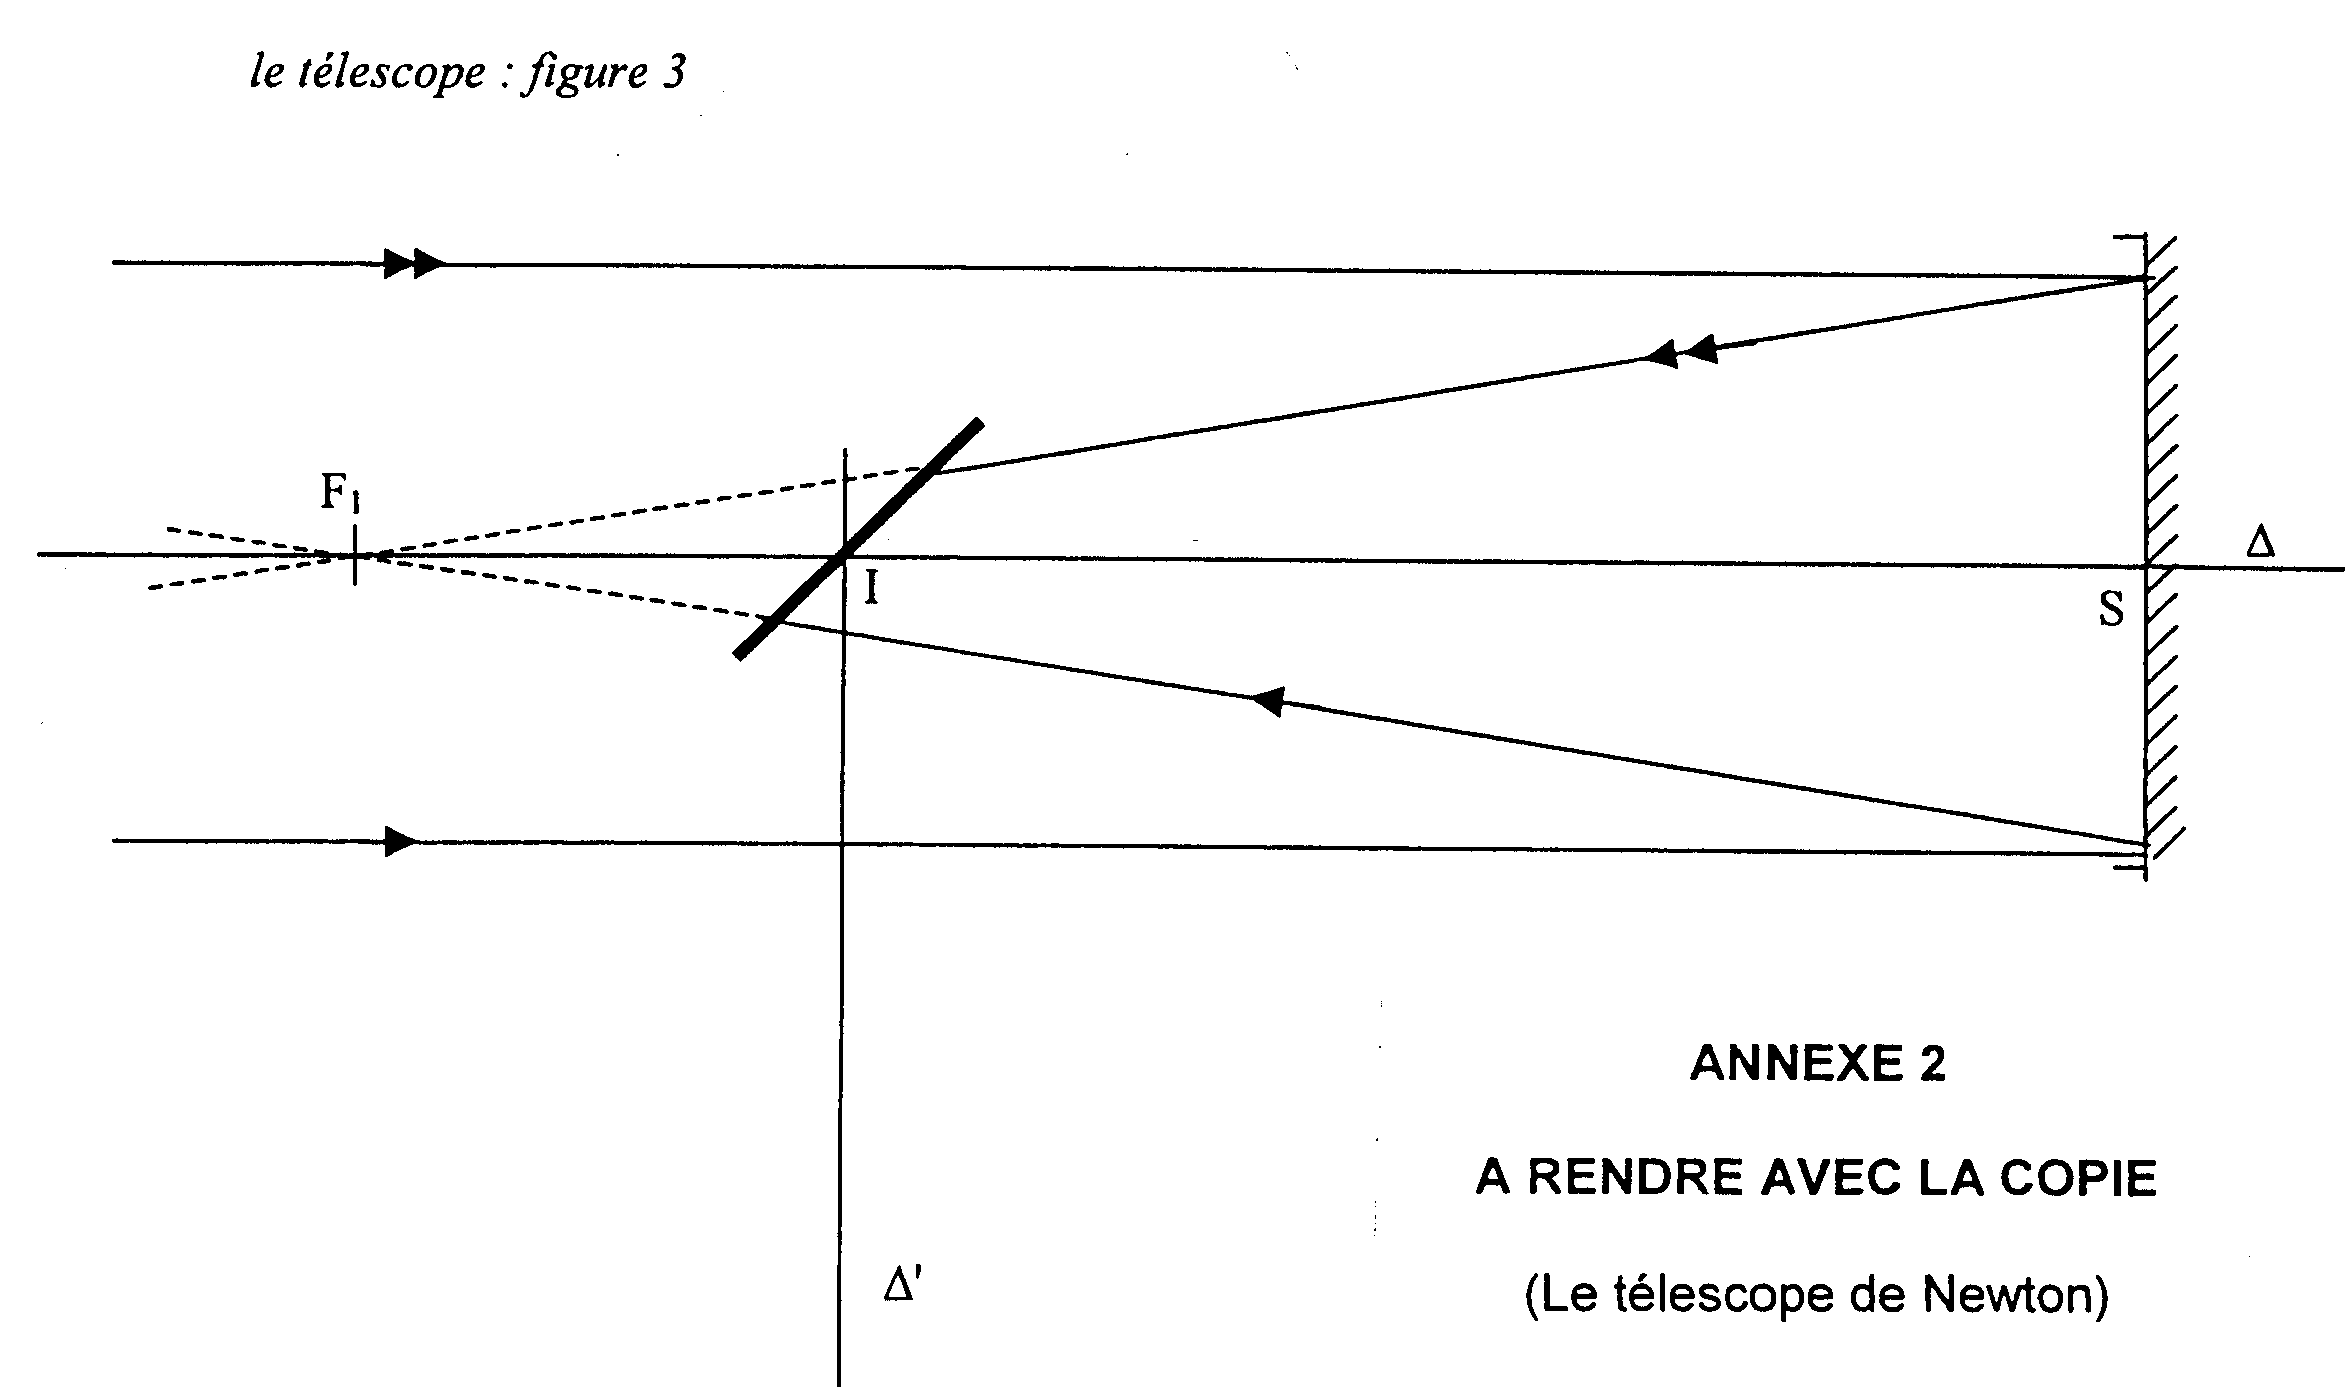 le télescope : figure 3
F₁
Δ
I
S
ANNEXE 2
A RENDRE AVEC LA COPIE
Δ'
(Le télescope de Newton)